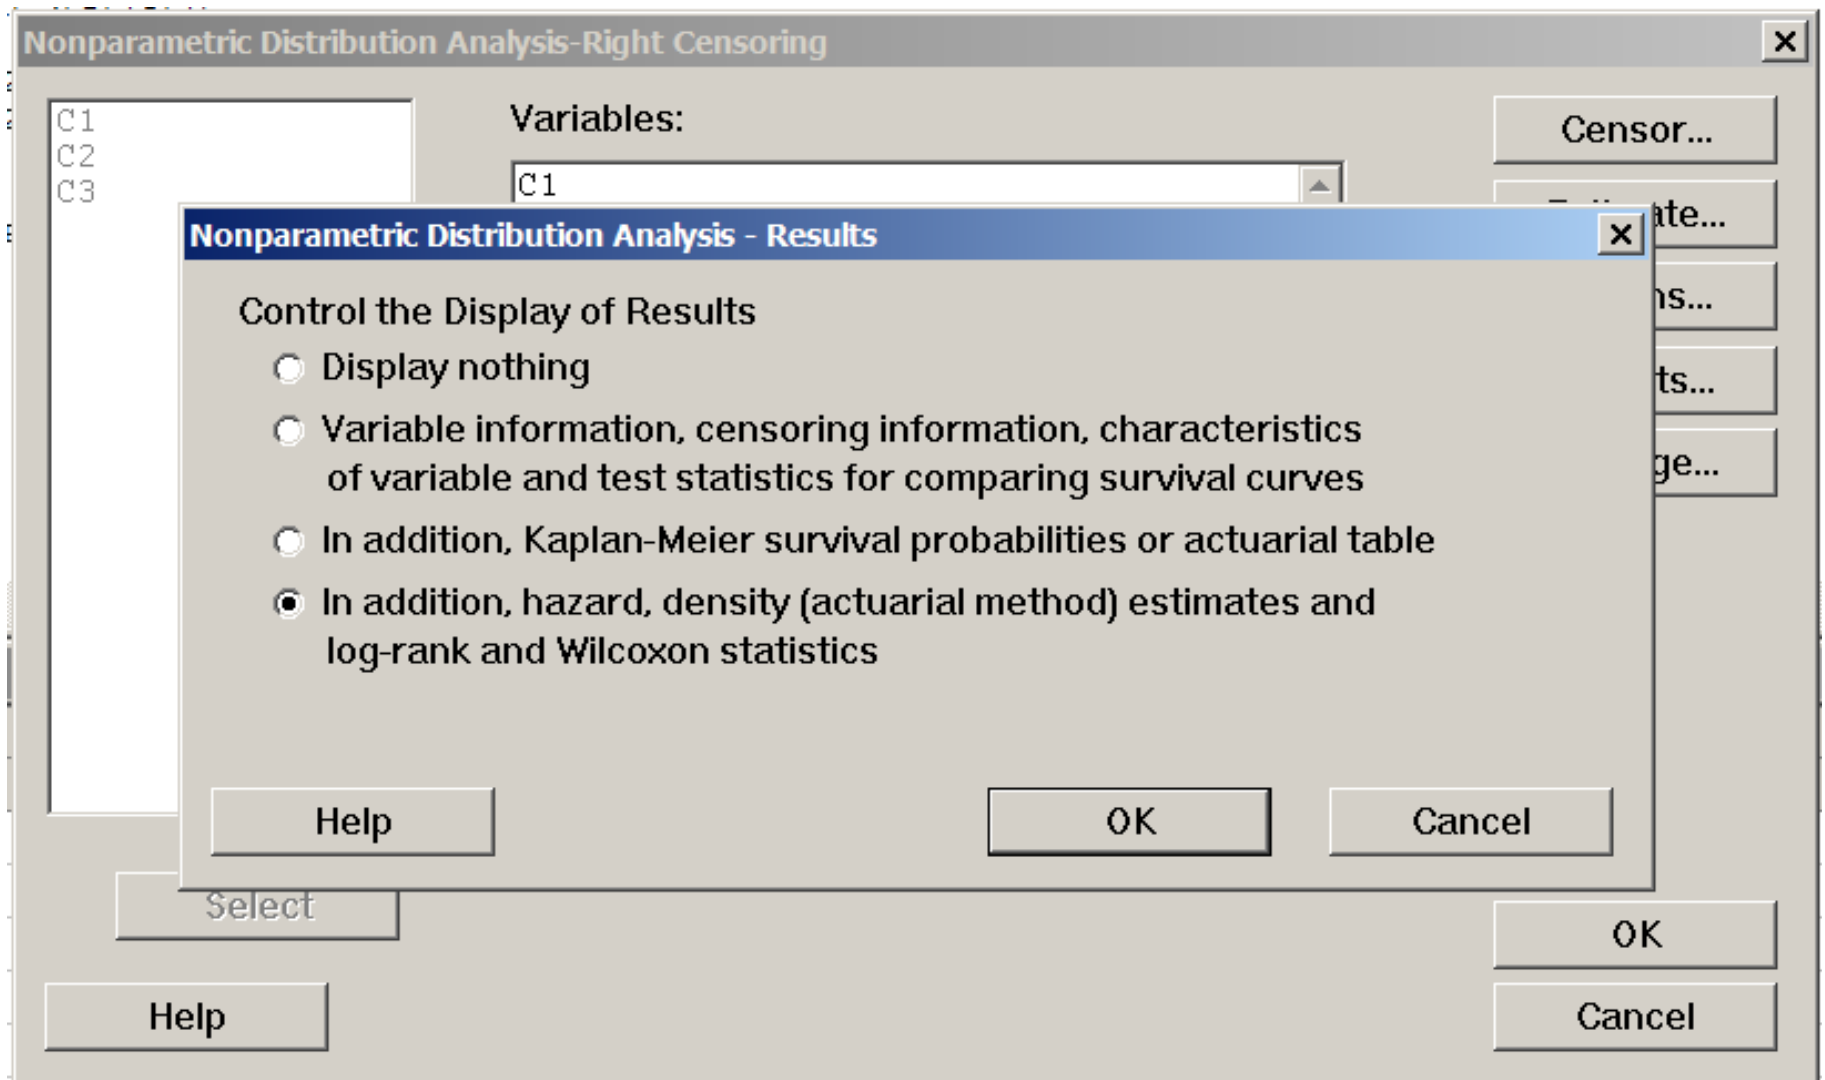 Nonparametric Distribution Analysis-Right Censoring
C1
C2
C3
Variables:
C1
Censor...
Nonparametric Distribution Analysis - Results
Control the Display of Results
Display nothing
Variable information, censoring information, characteristics
of variable and test statistics for comparing survival curves
In addition, Kaplan-Meier survival probabilities or actuarial table
In addition, hazard, density (actuarial method) estimates and
log-rank and Wilcoxon statistics
Help
OK
Cancel
Select
OK
Help
Cancel